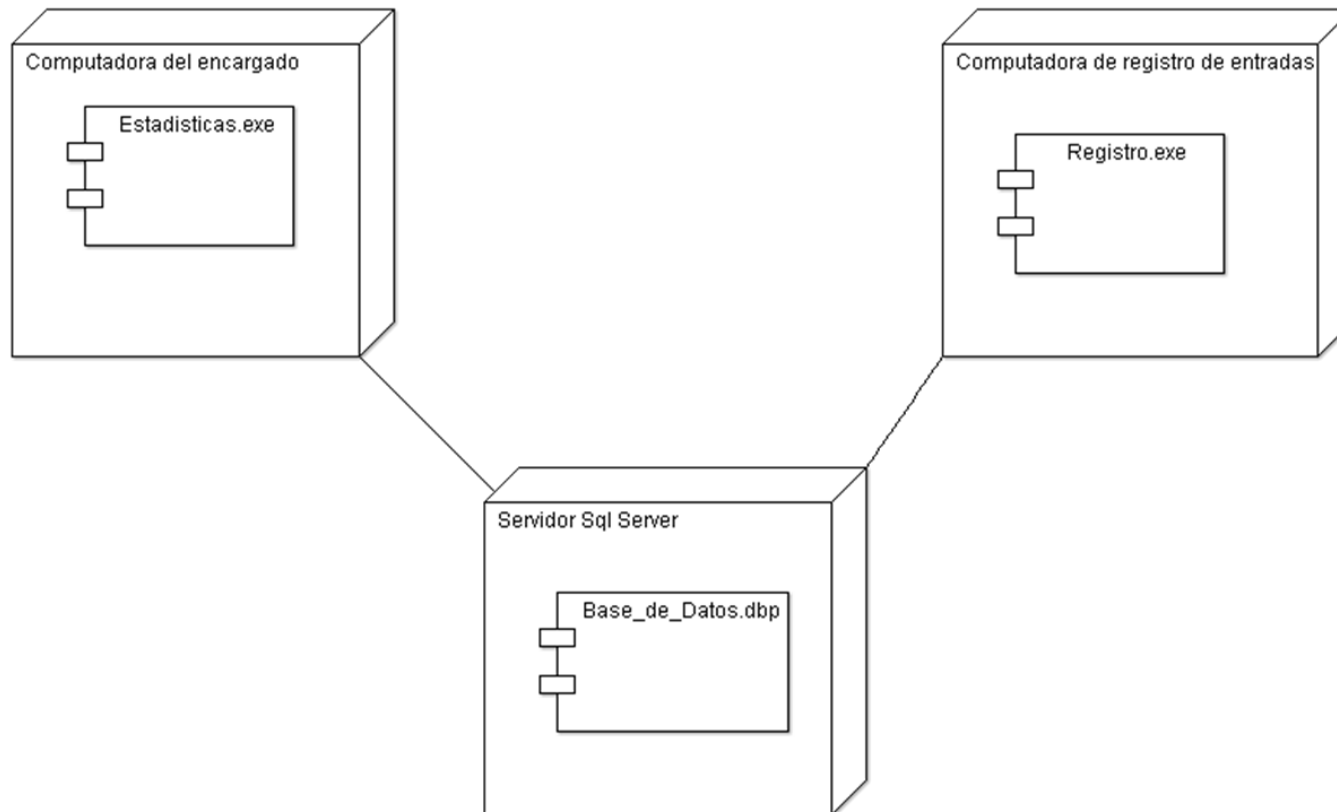 Computadora del encargado
Estadisticas.exe
Computadora de registro de entradas
Registro.exe
Servidor Sql Server
Base_de_Datos.dbp